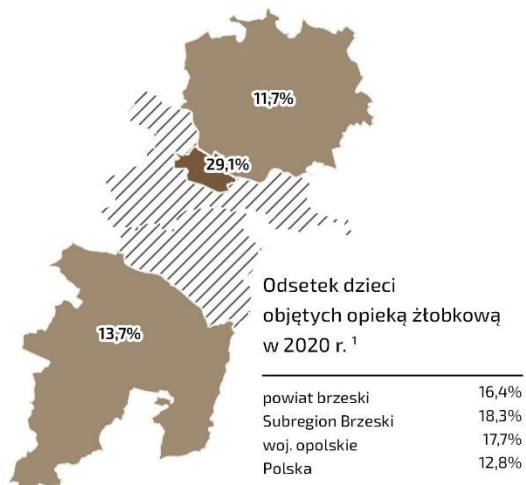 11,7%
29,1%
13,7%
Odsetek dzieci
objętych opieką żłobkową
w 2020 r. ¹
powiat brzeski 16,4%
Subregion Brzeski 18,3%
woj. opolskie 17,7%
Polska 12,8%